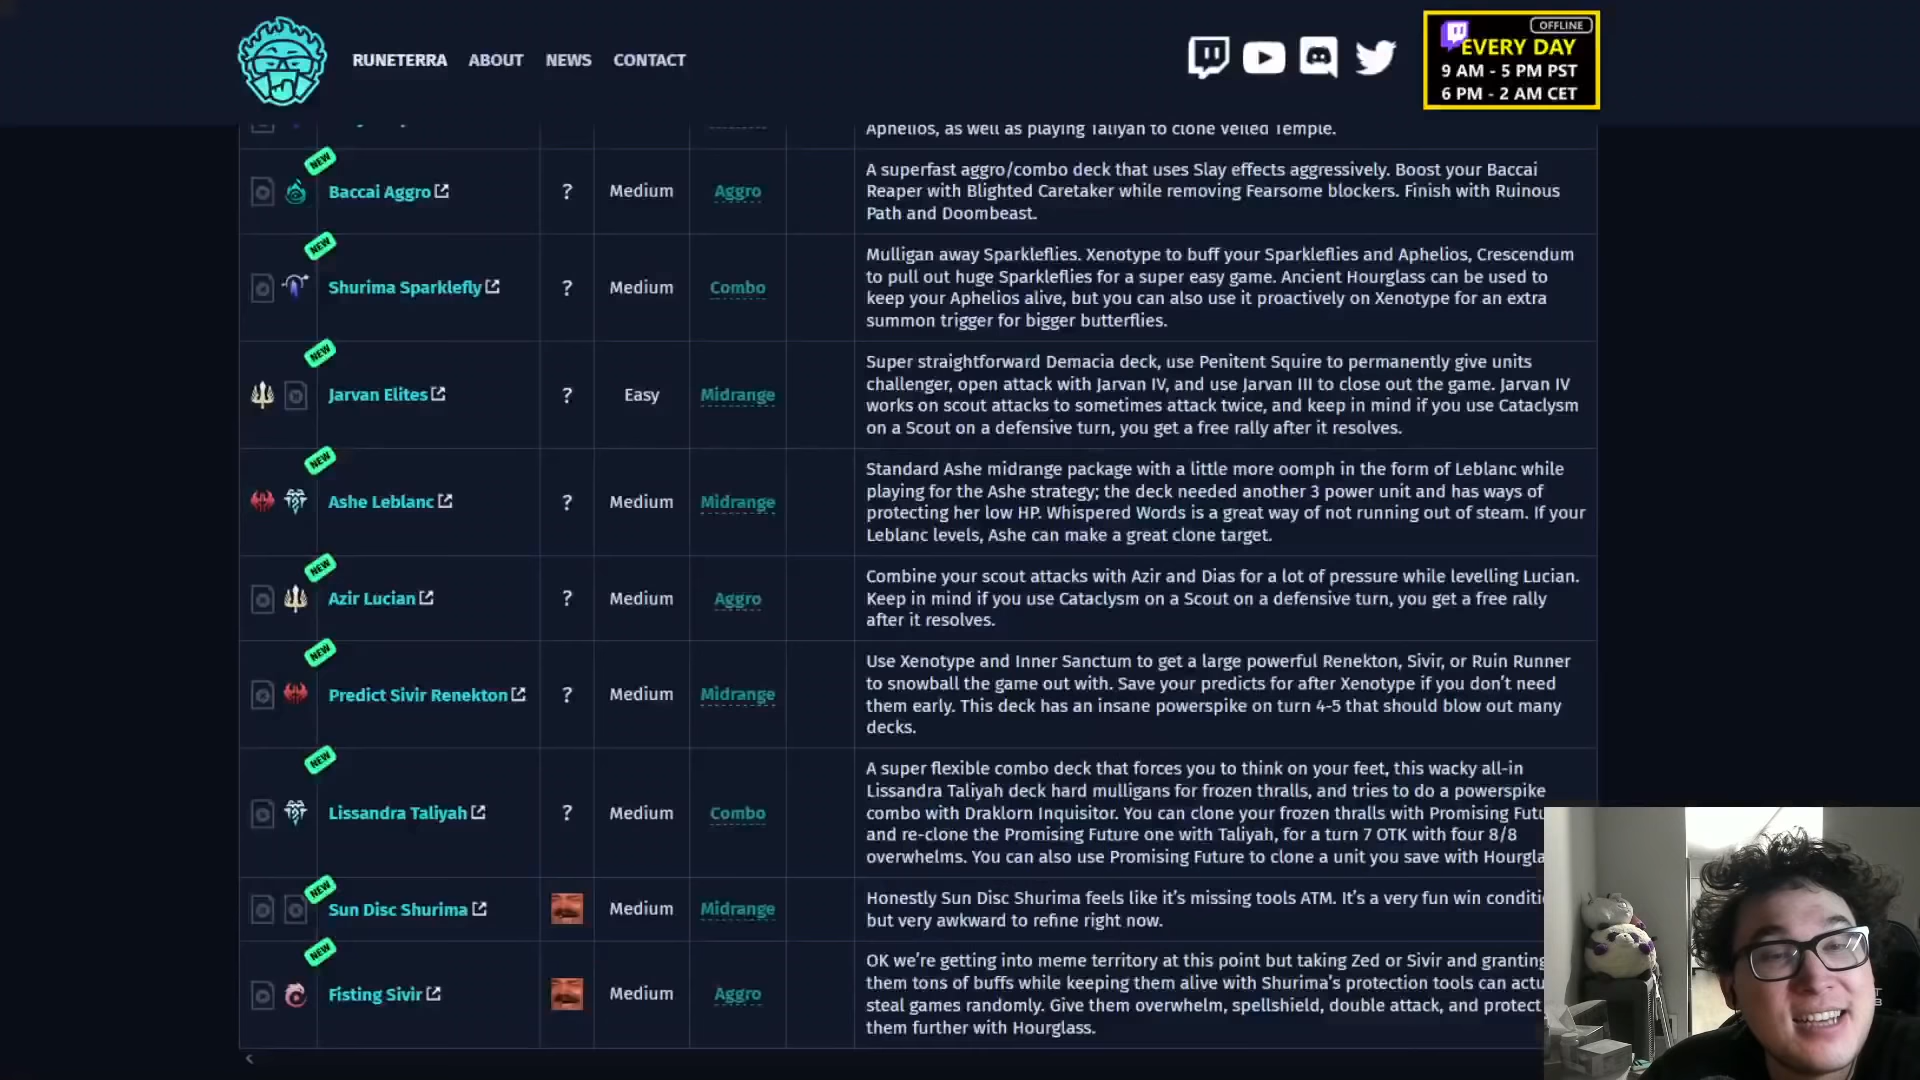 RUNETERRA ABOUT NEWS CONTACT
OFFLINE
EVERY DAY
9 AM - 5 PM PST
6 PM - 2 AM CET
Aphelios, as well as playing Taliyah to clone Veiled Temple.
NEW
Baccai Aggro ? Medium Aggro
A superfast aggro/combo deck that uses Slay effects aggressively. Boost your Baccai
Reaper with Blighted Caretaker while removing Fearsome blockers. Finish with Ruinous
Path and Doombeast.
NEW
Shurima Sparklefly ? Medium Combo
Mulligan away Sparkleflies. Xenotype to buff your Sparkleflies and Aphelios, Crescendum
to pull out huge Sparkleflies for a super easy game. Ancient Hourglass can be used to
keep your Aphelios alive, but you can also use it proactively on Xenotype for an extra
summon trigger for bigger butterflies.
NEW
Jarvan Elites ? Easy Midrange
Super straightforward Demacia deck, use Penitent Squire to permanently give units
challenger, open attack with Jarvan IV, and use Jarvan III to close out the game. Jarvan IV
works on scout attacks to sometimes attack twice, and keep in mind if you use Cataclysm
on a Scout on a defensive turn, you get a free rally after it resolves.
NEW
Ashe Leblanc ? Medium Midrange
Standard Ashe midrange package with a little more oomph in the form of Leblanc while
playing for the Ashe strategy; the deck needed another 3 power unit and has ways of
protecting her low HP. Whispered Words is a great way of not running out of steam. If your
Leblanc levels, Ashe can make a great clone target.
NEW
Azir Lucian ? Medium Aggro
Combine your scout attacks with Azir and Dias for a lot of pressure while levelling Lucian.
Keep in mind if you use Cataclysm on a Scout on a defensive turn, you get a free rally
after it resolves.
NEW
Predict Sivir Renekton ? Medium Midrange
Use Xenotype and Inner Sanctum to get a large powerful Renekton, Sivir, or Ruin Runner
to snowball the game out with. Save your predicts for after Xenotype if you don't need
them early. This deck has an insane powerspike on turn 4-5 that should blow out many
decks.
NEW
Lissandra Taliyah ? Medium Combo
A super flexible combo deck that forces you to think on your feet, this wacky all-in
Lissandra Taliyah deck hard mulligans for frozen thralls, and tries to do a powerspike
combo with Draklorn Inquisitor. You can clone your frozen thralls with Promising Futu
and re-clone the Promising Future one with Taliyah, for a turn 7 OTK with four 8/8
overwhelms. You can also use Promising Future to clone a unit you save with Hourgla
NEW
Sun Disc Shurima Medium Midrange
Honestly Sun Disc Shurima feels like it's missing tools ATM. It's a very fun win conditi
but very awkward to refine right now.
NEW
Fisting Sivir Medium Aggro
OK we're getting into meme territory at this point but taking Zed or Sivir and granting
them tons of buffs while keeping them alive with Shurima's protection tools can actu
steal games randomly. Give them overwhelm, spellshield, double attack, and protect
them further with Hourglass.
<